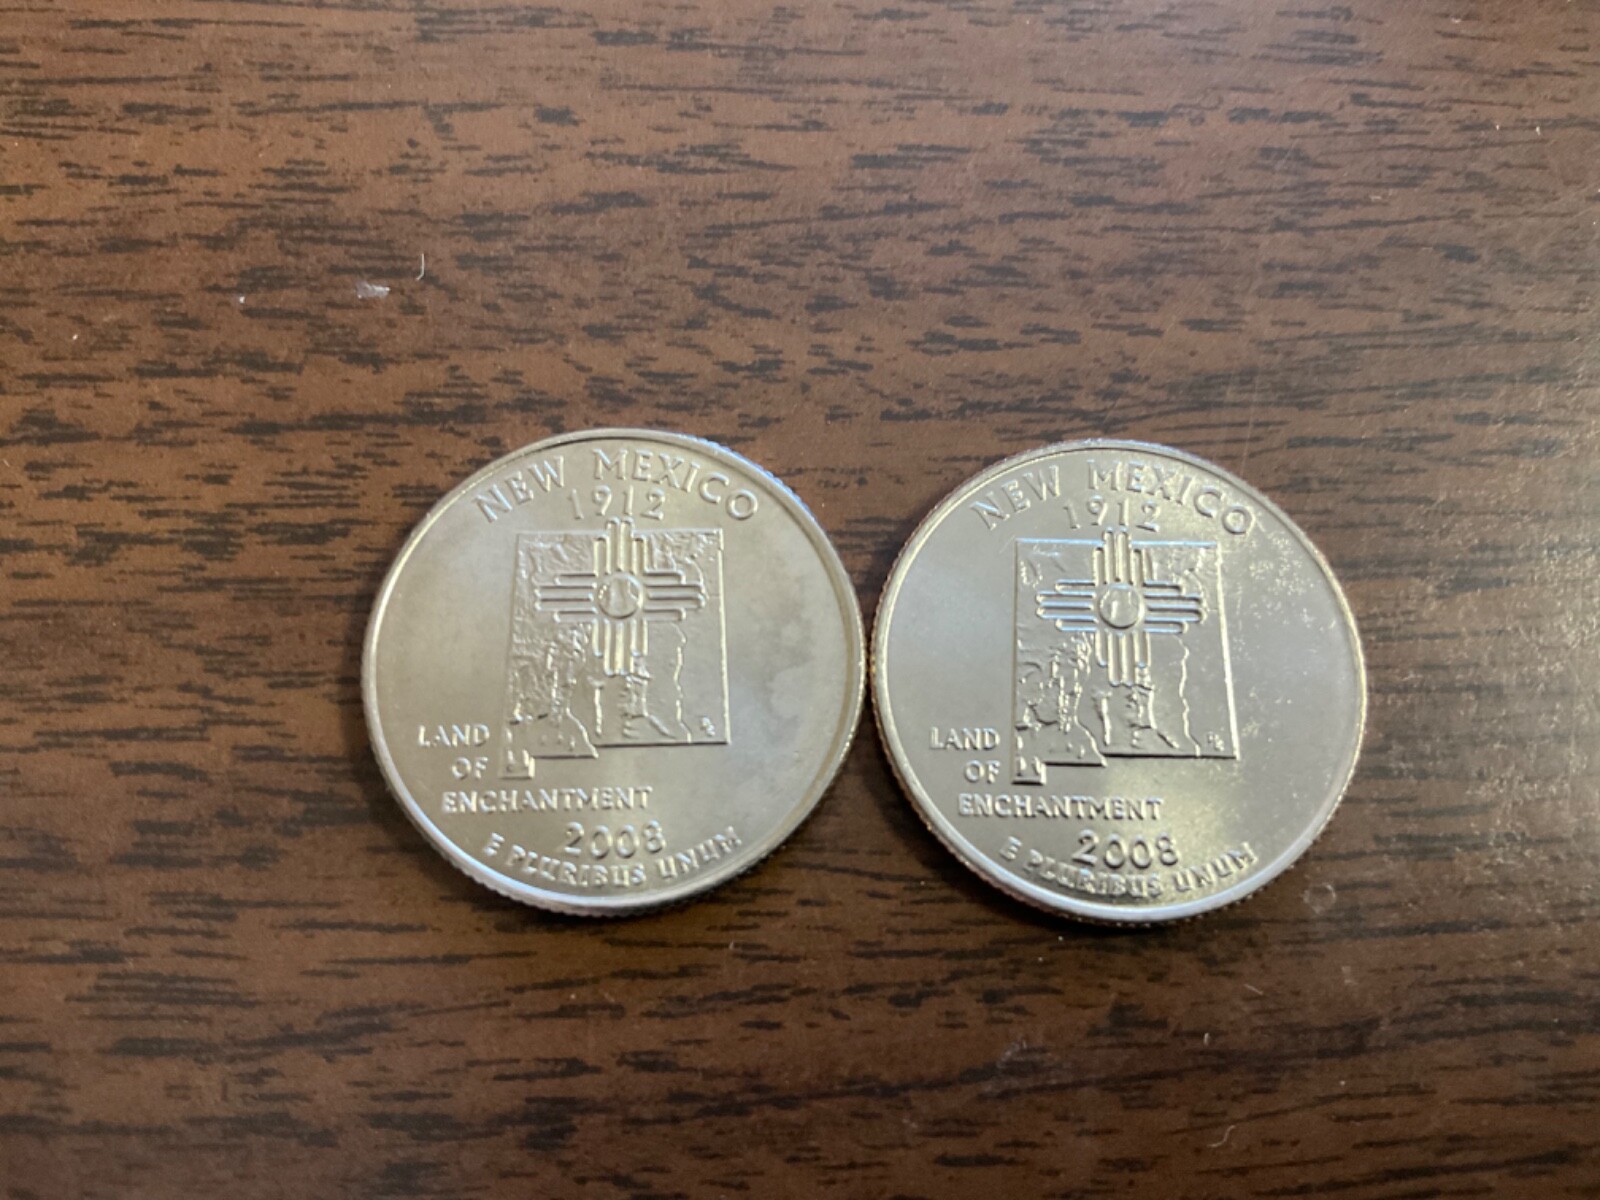 NEW MEXICO
1912
LAND
OF
ENCHANTMENT
2008
E PLURIBUS UNUM
NEW MEXICO
1912
LAND
OF
ENCHANTMENT
2008
E PLURIBUS UNUM